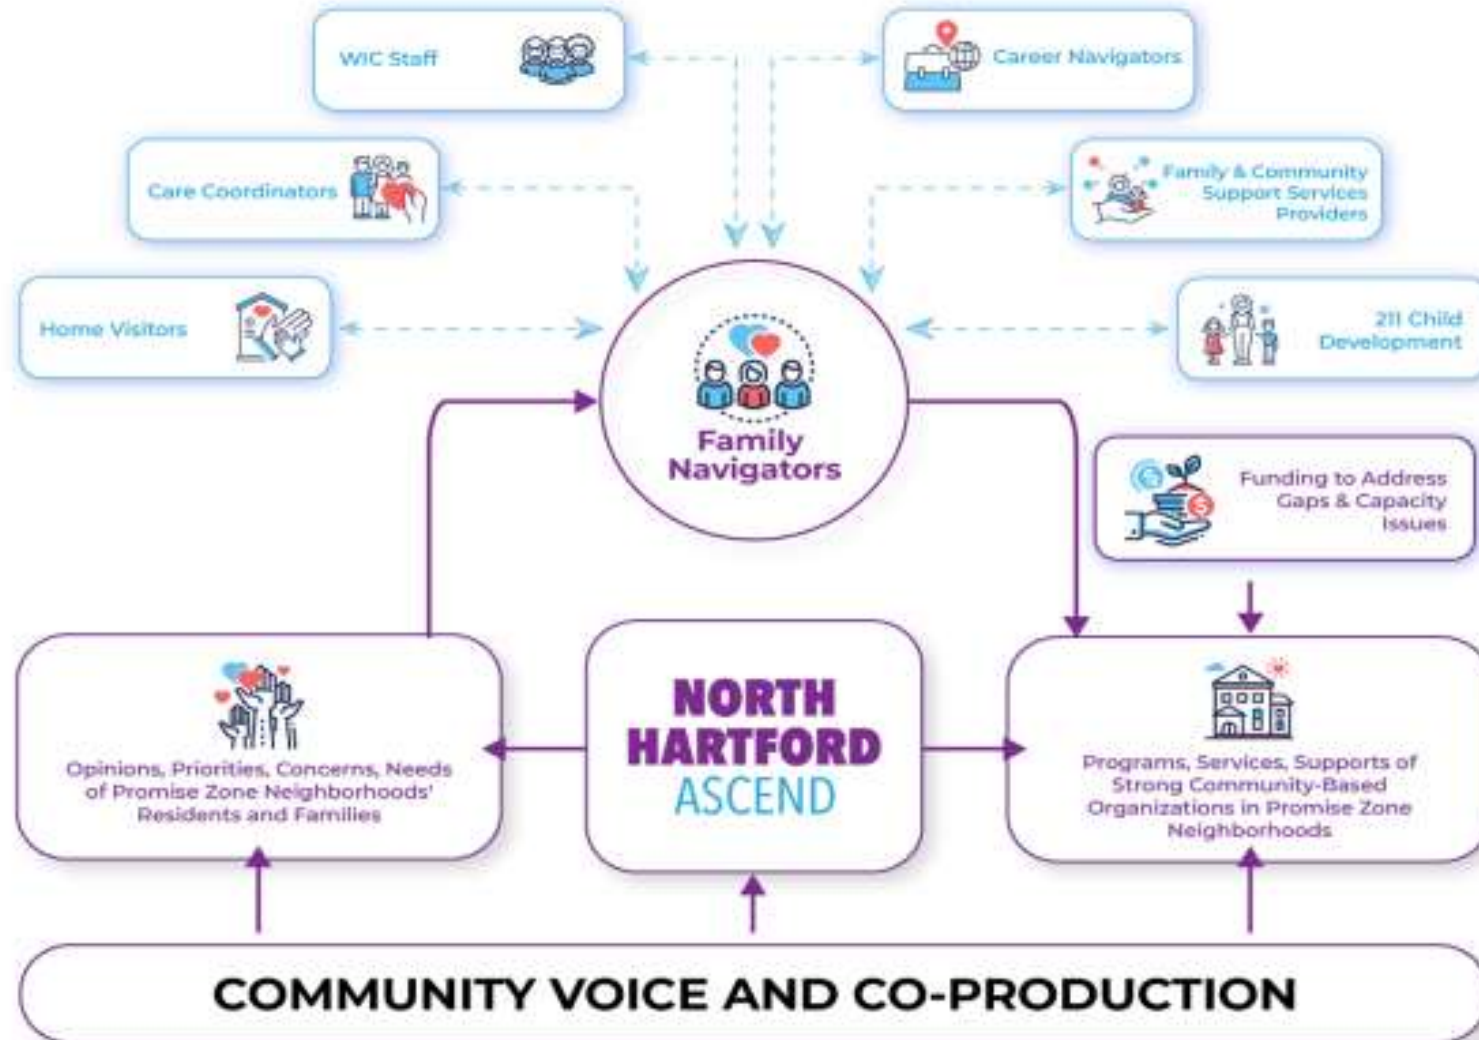 WIC Staff
Career Navigators
Care Coordinators
Family & Community
Support Services
Providers
Home Visitors
211 Child
Development
Family
Navigators
Funding to Address
Gaps & Capacity
Issues
Opinions, Priorities, Concerns, Needs
of Promise Zone Neighborhoods'
Residents and Families
NORTH
HARTFORD
ASCEND
Programs, Services, Supports of
Strong Community-Based
Organizations in Promise Zone
Neighborhoods
COMMUNITY VOICE AND CO-PRODUCTION